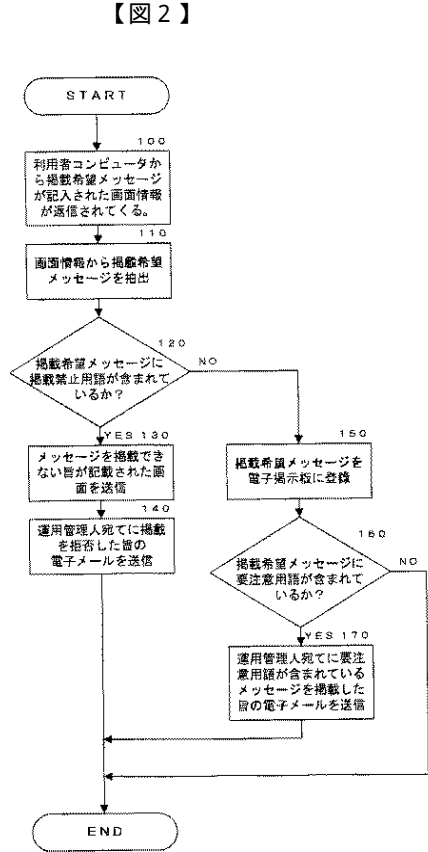 【図２】
START
100
利用者コンピュータか
ら掲載希望メッセージ
が記入された画面情報
が返信されてくる。
110
画面情報から掲載希望
メッセージを抽出
120
掲載希望メッセージに
掲載禁止用語が含まれて
いるか？
NO
YES 130
メッセージを掲載でき
ない旨が記載された画
面を送信
140
運用管理人宛てに掲載
を拒否した旨の
電子メールを送信
150
掲載希望メッセージを
電子掲示板に登録
160
掲載希望メッセージに
要注意用語が含まれて
いるか？
NO
YES 170
運用管理人宛てに要注
意用語が含まれている
メッセージを掲載した
旨の電子メールを送信
END